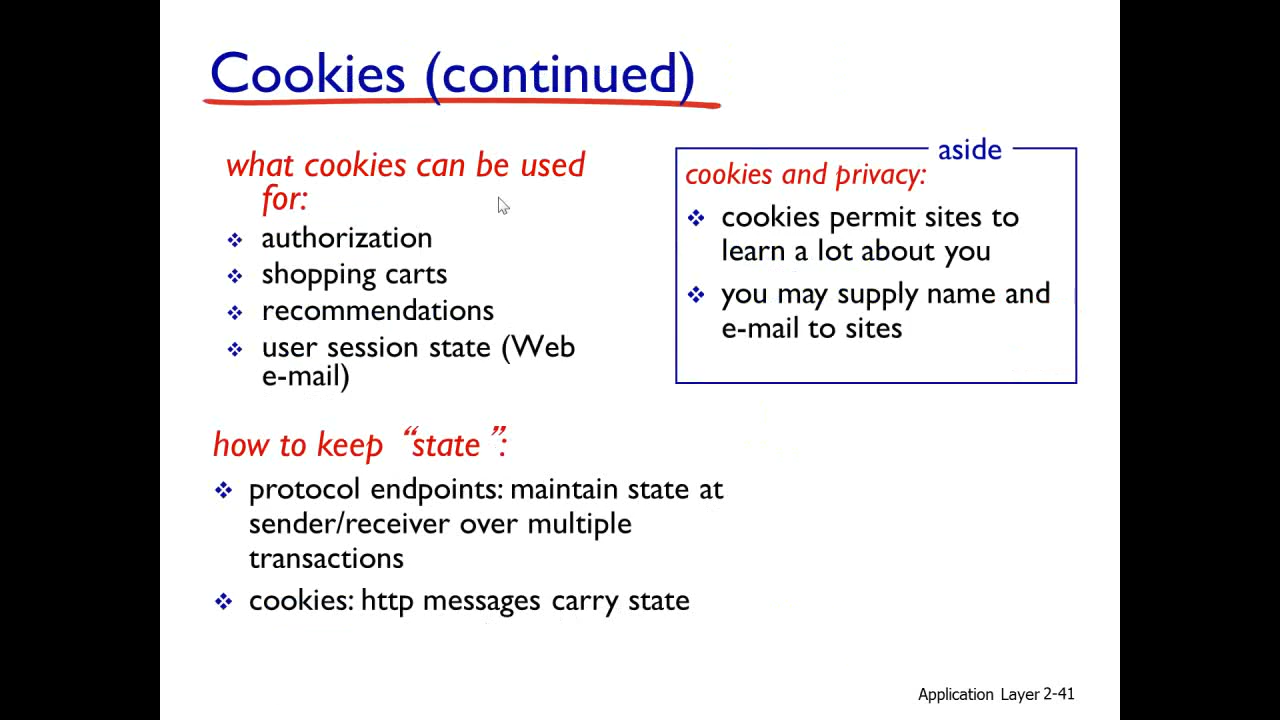 Cookies (continued)
what cookies can be used
for:
❖ authorization
❖ shopping carts
❖ recommendations
❖ user session state (Web
e-mail)
aside
cookies and privacy:
❖ cookies permit sites to
learn a lot about you
❖ you may supply name and
e-mail to sites
how to keep “state”:
❖ protocol endpoints: maintain state at
sender/receiver over multiple
transactions
❖ cookies: http messages carry state
Application Layer 2-41